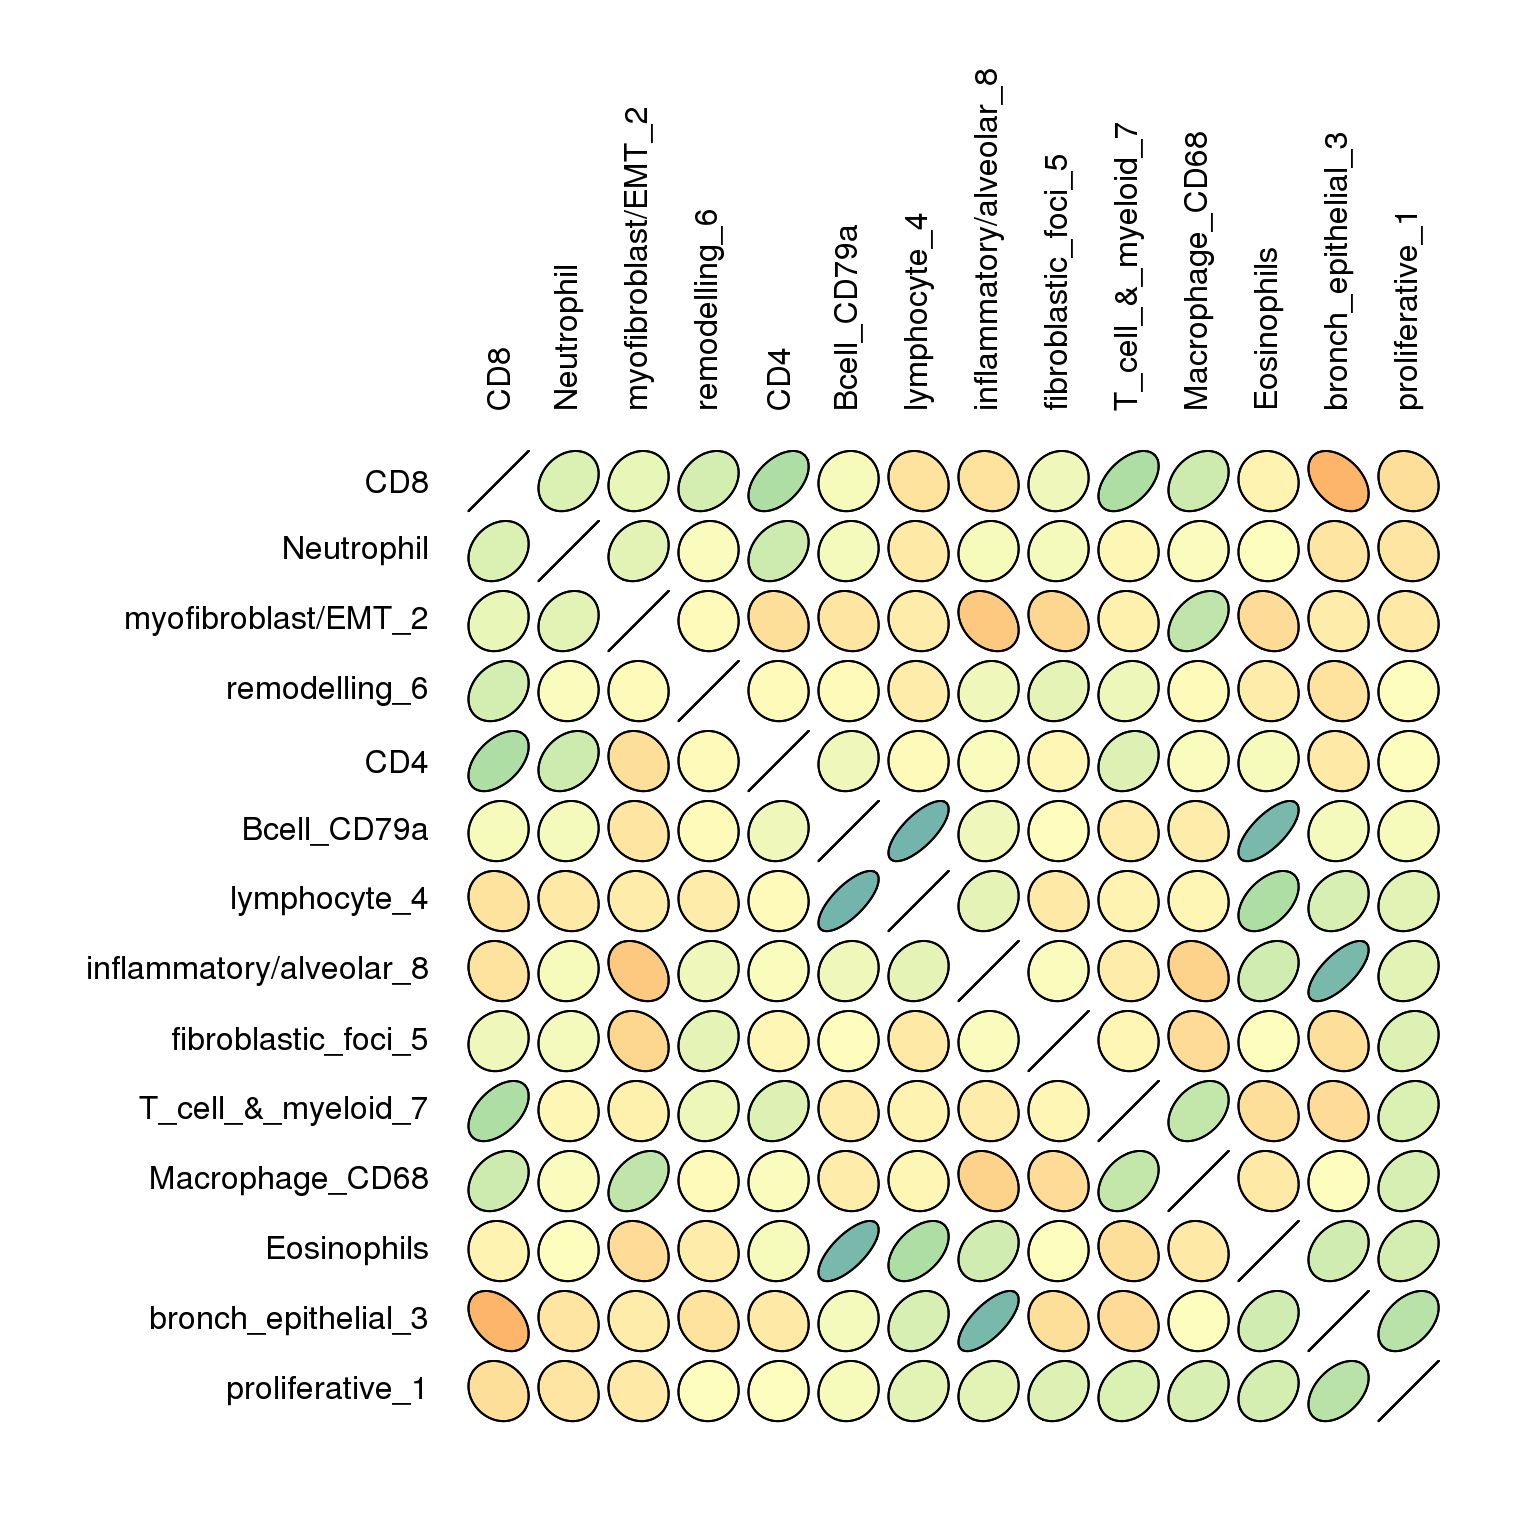 CD8
Neutrophil
myofibroblast/EMT_2
remodelling_6
CD4
Bcell_CD79a
lymphocyte_4
inflammatory/alveolar_8
fibroblastic_foci_5
T_cell_&_myeloid_7
Macrophage_CD68
Eosinophils
bronch_epithelial_3
proliferative_1
CD8
Neutrophil
myofibroblast/EMT_2
remodelling_6
CD4
Bcell_CD79a
lymphocyte_4
inflammatory/alveolar_8
fibroblastic_foci_5
T_cell_&_myeloid_7
Macrophage_CD68
Eosinophils
bronch_epithelial_3
proliferative_1